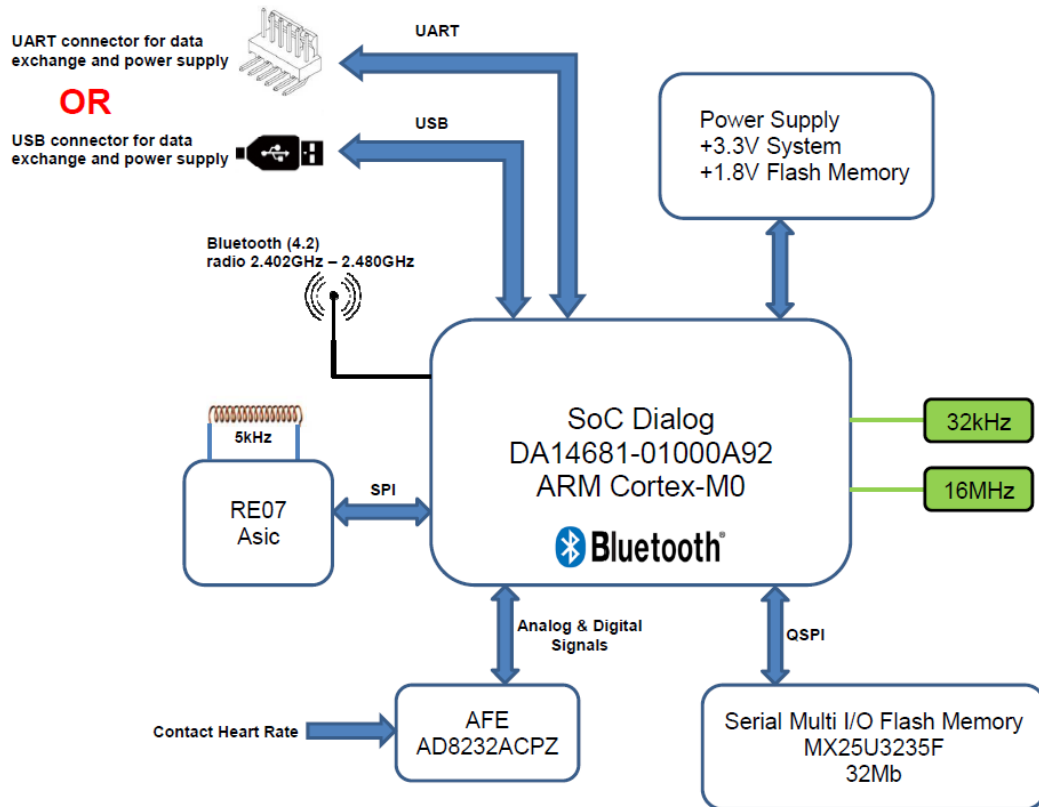 UART connector for data
exchange and power supply
OR
USB connector for data
exchange and power supply
UART
USB
Power Supply
+3.3V System
+1.8V Flash Memory
Bluetooth (4.2)
radio 2.402GHz – 2.480GHz
5kHz
RE07
Asic
SPI
SoC Dialog
DA14681-01000A92
ARM Cortex-M0
Bluetooth®
32kHz
16MHz
Analog & Digital
Signals
QSPI
Contact Heart Rate
AFE
AD8232ACPZ
Serial Multi I/O Flash Memory
MX25U3235F
32Mb